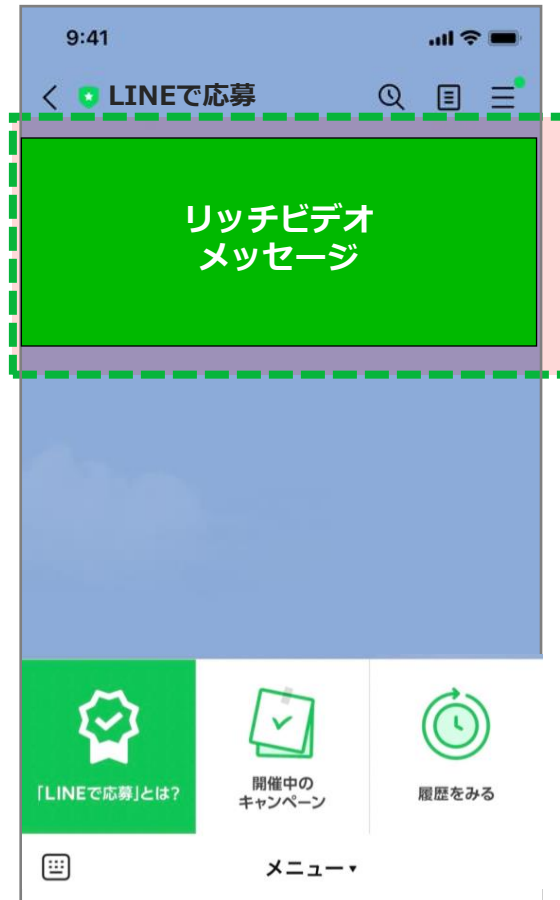 9:41
LINEで応募
リッチビデオ
メッセージ
「LINEで応募」とは?
開催中の
キャンペーン
履歴をみる
メニュー▼